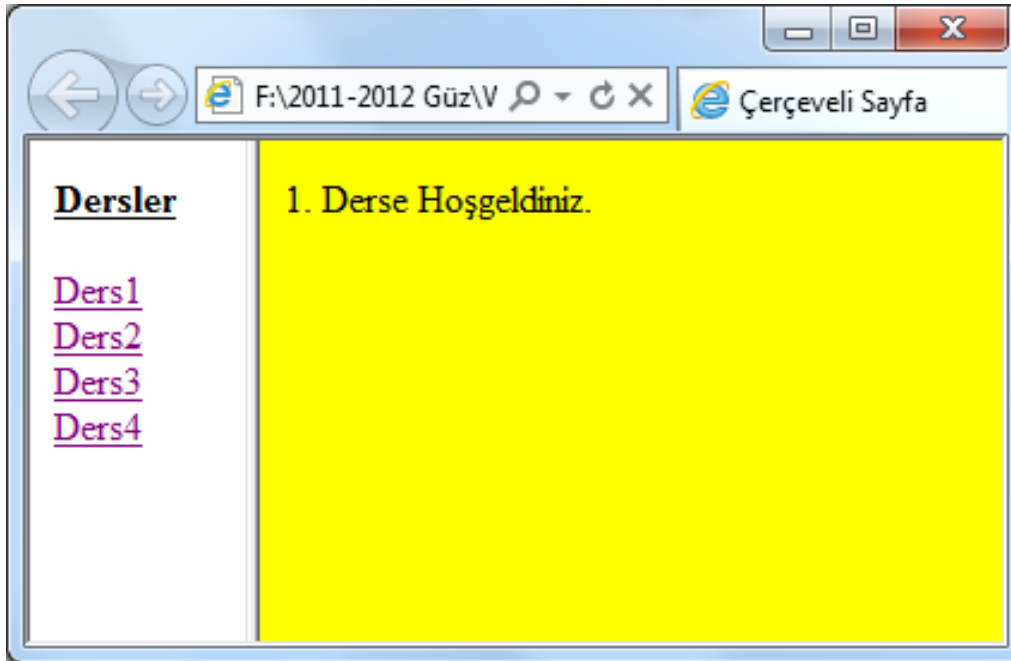 F:\2011-2012 Güz\V
Çerçeveli Sayfa
Dersler
Ders1
Ders2
Ders3
Ders4
1. Derse Hoşgeldiniz.